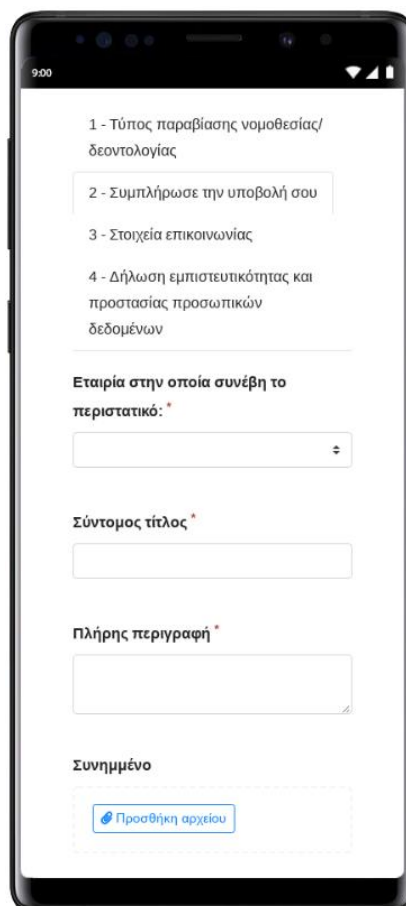 9:00
1 - Τύπος παραβίασης νομοθεσίας/
δεοντολογίας
2 - Συμπλήρωσε την υποβολή σου
3 - Στοιχεία επικοινωνίας
4 - Δήλωση εμπιστευτικότητας και
προστασίας προσωπικών
δεδομένων
Εταιρία στην οποία συνέβη το
περιστατικό: *
Σύντομος τίτλος *
Πλήρης περιγραφή *
Συνημμένο
Προσθήκη αρχείου